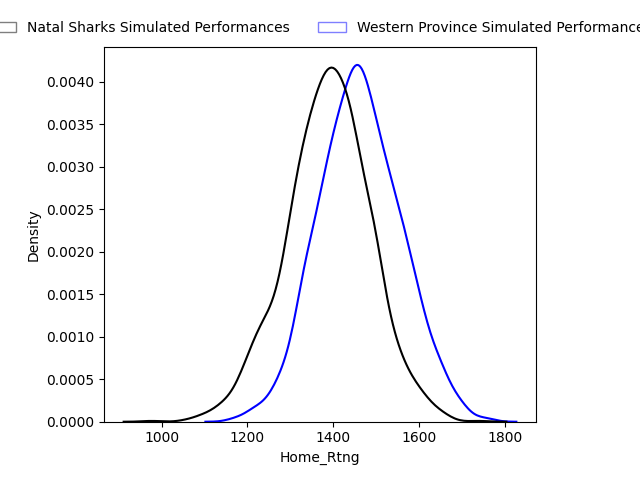 Natal Sharks Simulated Performances Western Province Simulated Performance
0.0040
0.0035
0.0030
0.0025
0.0020
0.0015
0.0010
0.0005
0.0000
Density
1000 1200 1400 1600 1800
Home_Rtng